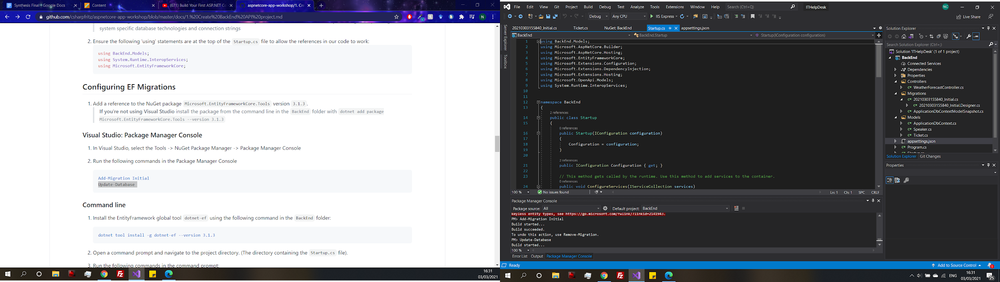 Synthesis Final - Google Docs
Content
(671) Build Your First ASP.NET Co
aspnetcore-app-workshop/1. Cre
github.com/csharpfritz/aspnetcore-app-workshop/blob/master/docs/1.%20Create%20BackEnd%20API%20project.md
N
system specific database technologies and connection strings
2. Ensure the following 'using' statements are at the top of the Startup.cs file to allow the references in our code to work:
using BackEnd.Models;
using System.Runtime.InteropServices;
using Microsoft.EntityFrameworkCore;
Configuring EF Migrations
1. Add a reference to the NuGet package Microsoft.EntityFrameworkCore.Tools version 3.1.3.
If you're not using Visual Studio install the package from the command line in the BackEnd folder with dotnet add package
Microsoft.EntityFrameworkCore.Tools --version 3.1.3
Visual Studio: Package Manager Console
1. In Visual Studio, select the Tools -> NuGet Package Manager -> Package Manager Console
2. Run the following commands in the Package Manager Console
Add-Migration Initial
Update-Database
Command line
1. Install the EntityFramework global tool dotnet-ef using the following command in the BackEnd folder:
dotnet tool install -g dotnet-ef --version 3.1.3
2. Open a command prompt and navigate to the project directory. (The directory containing the Startup.cs file).
3. Run the following commands in the command prompt:
16:31
03/03/2021
File Edit View Git Project Build Debug Test Analyze Tools Extensions Window Help Search (Ctrl+Q) ITHelpDesk NC
Debug Any CPU IIS Express Live Share
Server Explorer
Toolbox
20210303155840_Initial.cs Ticket.cs NuGet: BackEnd Startup.cs appsettings.json
BackEnd BackEnd.Startup Startup(IConfiguration configuration)
1 using BackEnd.Models;
2 using Microsoft.AspNetCore.Builder;
3 using Microsoft.AspNetCore.Hosting;
4 using Microsoft.EntityFrameworkCore;
5 using Microsoft.Extensions.Configuration;
6 using Microsoft.Extensions.DependencyInjection;
7 using Microsoft.Extensions.Hosting;
8 using Microsoft.OpenApi.Models;
9 using System.Runtime.InteropServices;
10
11
12 namespace BackEnd
13 {
2 references
14 public class Startup
15 {
0 references
16 public Startup(IConfiguration configuration)
17 {
18 Configuration = configuration;
19 }
20
2 references
21 public IConfiguration Configuration { get; }
22
23 // This method gets called by the runtime. Use this method to add services to the container.
0 references
24 public void ConfigureServices(IServiceCollection services)
100 % No issues found Ln: 1 Ch: 1 SPC CRLF
Package Manager Console
Package source: All Default project: BackEnd
keyless entity types, see https://go.microsoft.com/fwlink/?linkid=2141943.
PM> Add-Migration Initial
Build started...
Build succeeded.
To undo this action, use Remove-Migration.
PM> Update-Database
Build started...
100 %
Error List Output Package Manager Console
Solution Explorer
Search Solution Explorer (Ctrl+;)
Solution 'ITHelpDesk' (1 of 1 project)
BackEnd
Connected Services
Dependencies
Properties
Controllers
C# WeatherForecastController.cs
Migrations
C# 20210303155840_Initial.cs
C# 20210303155840_Initial.Designer.cs
C# ApplicationDbContextModelSnapshot.cs
Models
C# ApplicationDbContext.cs
C# Speaker.cs
C# Ticket.cs
appsettings.json
C# Program.cs
C# Startup.cs
Solution Explorer Git Changes
Properties
Ready Add to Source Control 1
ENG
16:31
03/03/2021
25